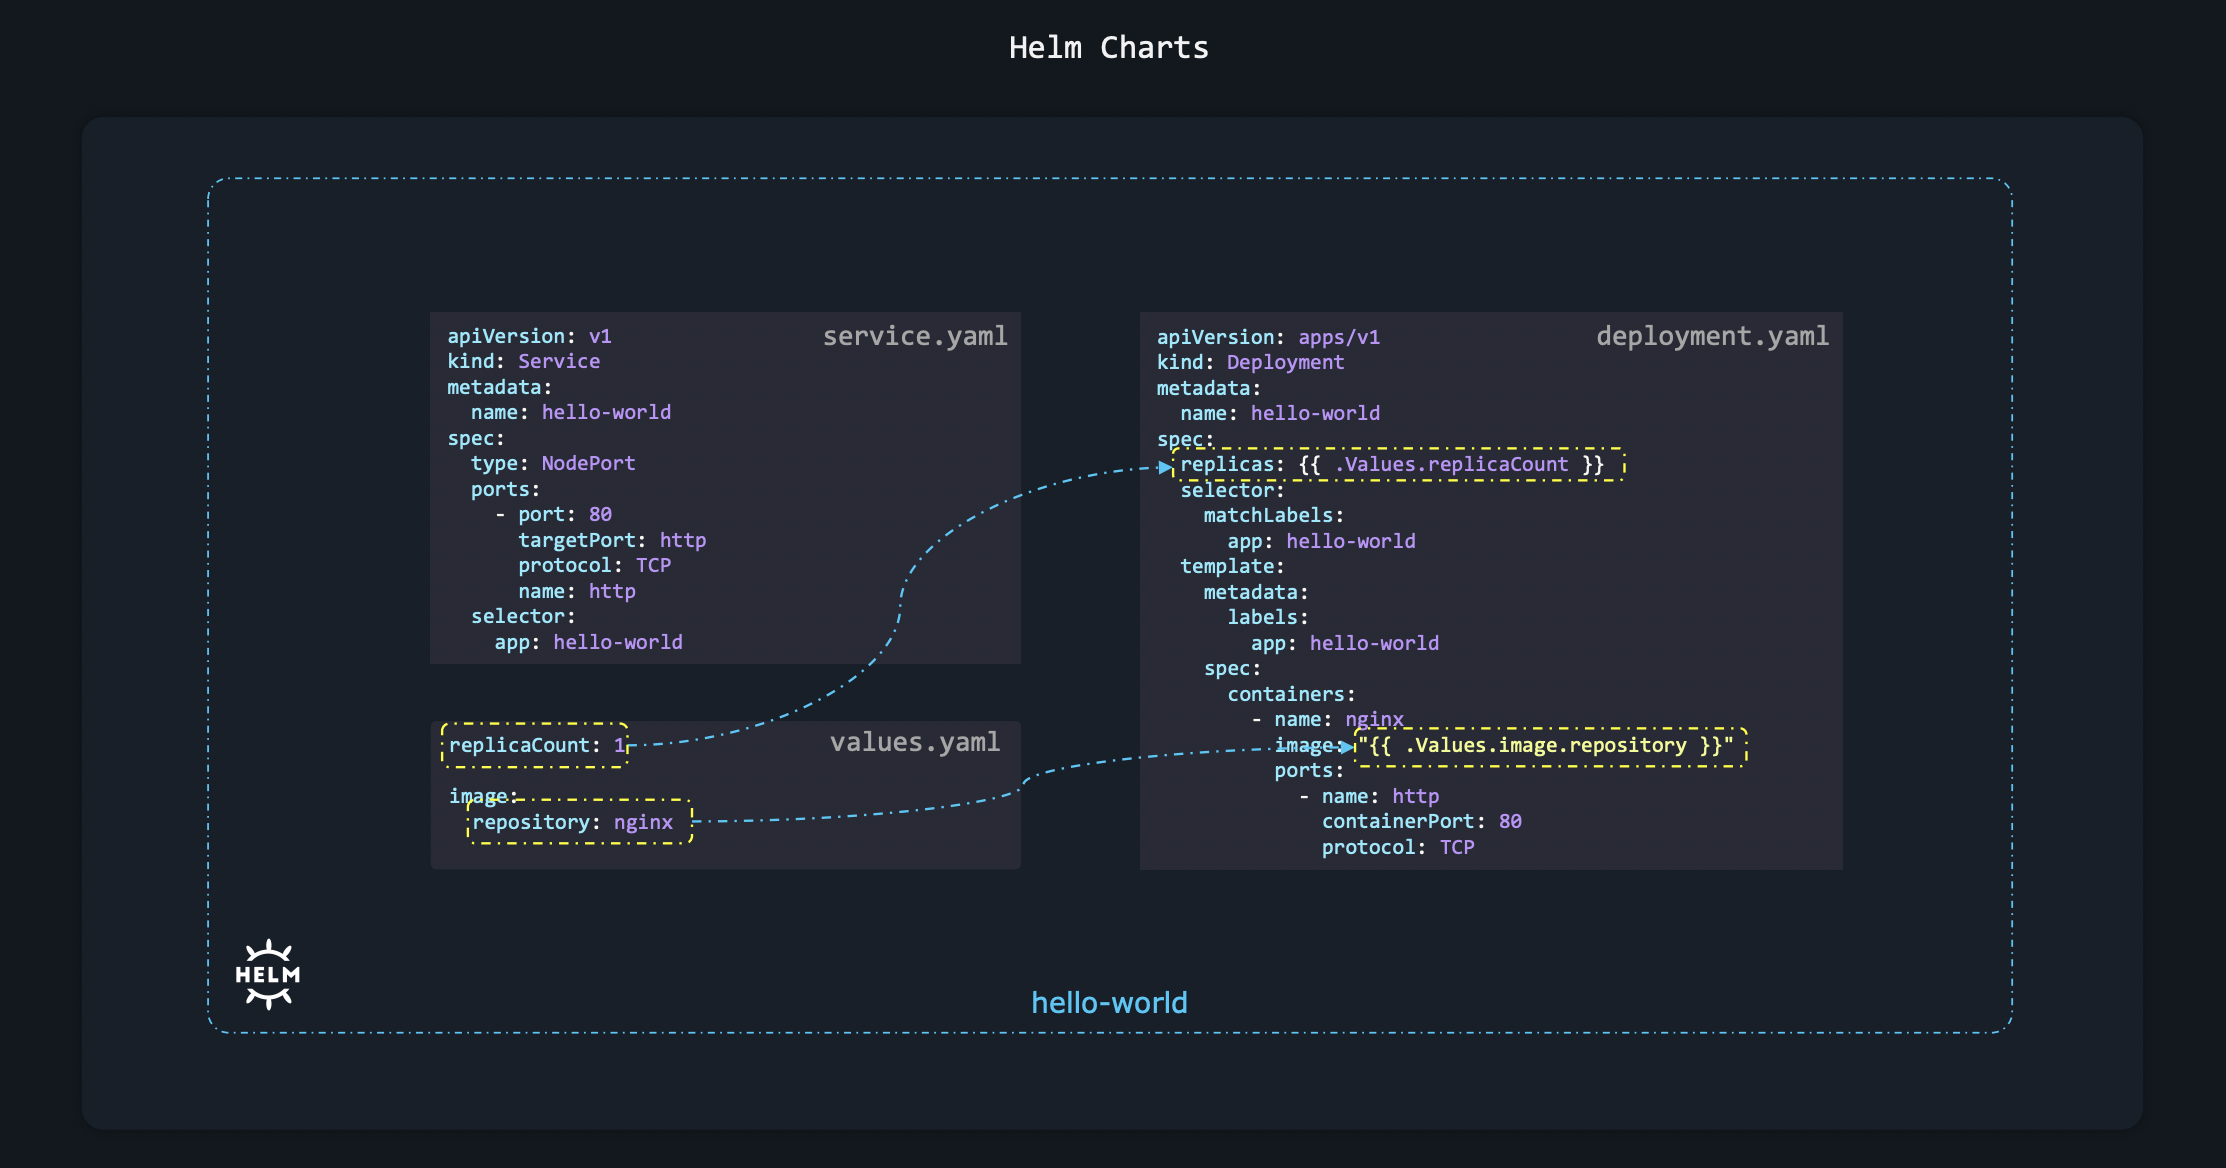 Helm Charts
service.yaml
apiVersion: v1
kind: Service
metadata:
  name: hello-world
spec:
  type: NodePort
  ports:
    - port: 80
      targetPort: http
      protocol: TCP
      name: http
  selector:
    app: hello-world
values.yaml
replicaCount: 1
image:
  repository: nginx
deployment.yaml
apiVersion: apps/v1
kind: Deployment
metadata:
  name: hello-world
spec:
  replicas: {{ .Values.replicaCount }}
  selector:
    matchLabels:
      app: hello-world
  template:
    metadata:
      labels:
        app: hello-world
    spec:
      containers:
        - name: nginx
          image: "{{ .Values.image.repository }}"
          ports:
            - name: http
              containerPort: 80
              protocol: TCP
HELM
hello-world